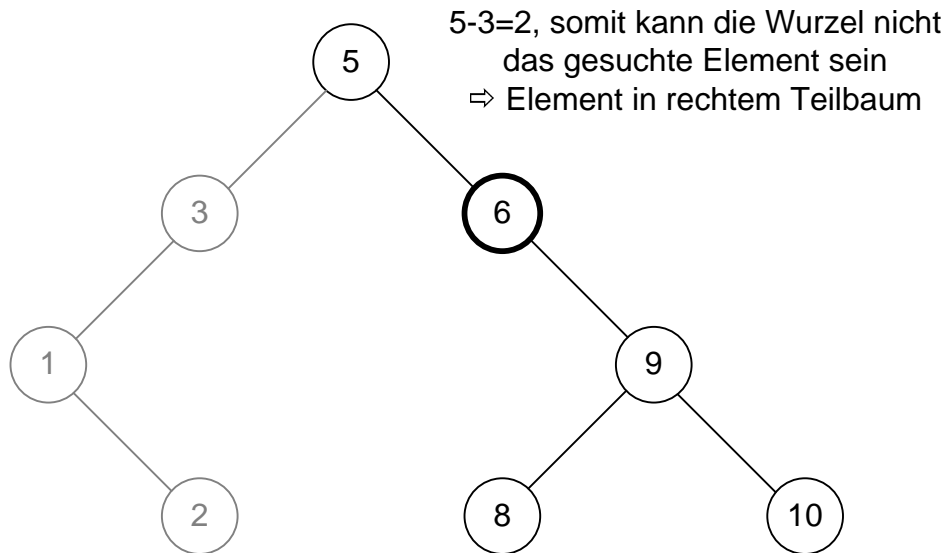 5-3=2, somit kann die Wurzel nicht
das gesuchte Element sein
⇨ Element in rechtem Teilbaum
5
3
6
1
9
2
8
10